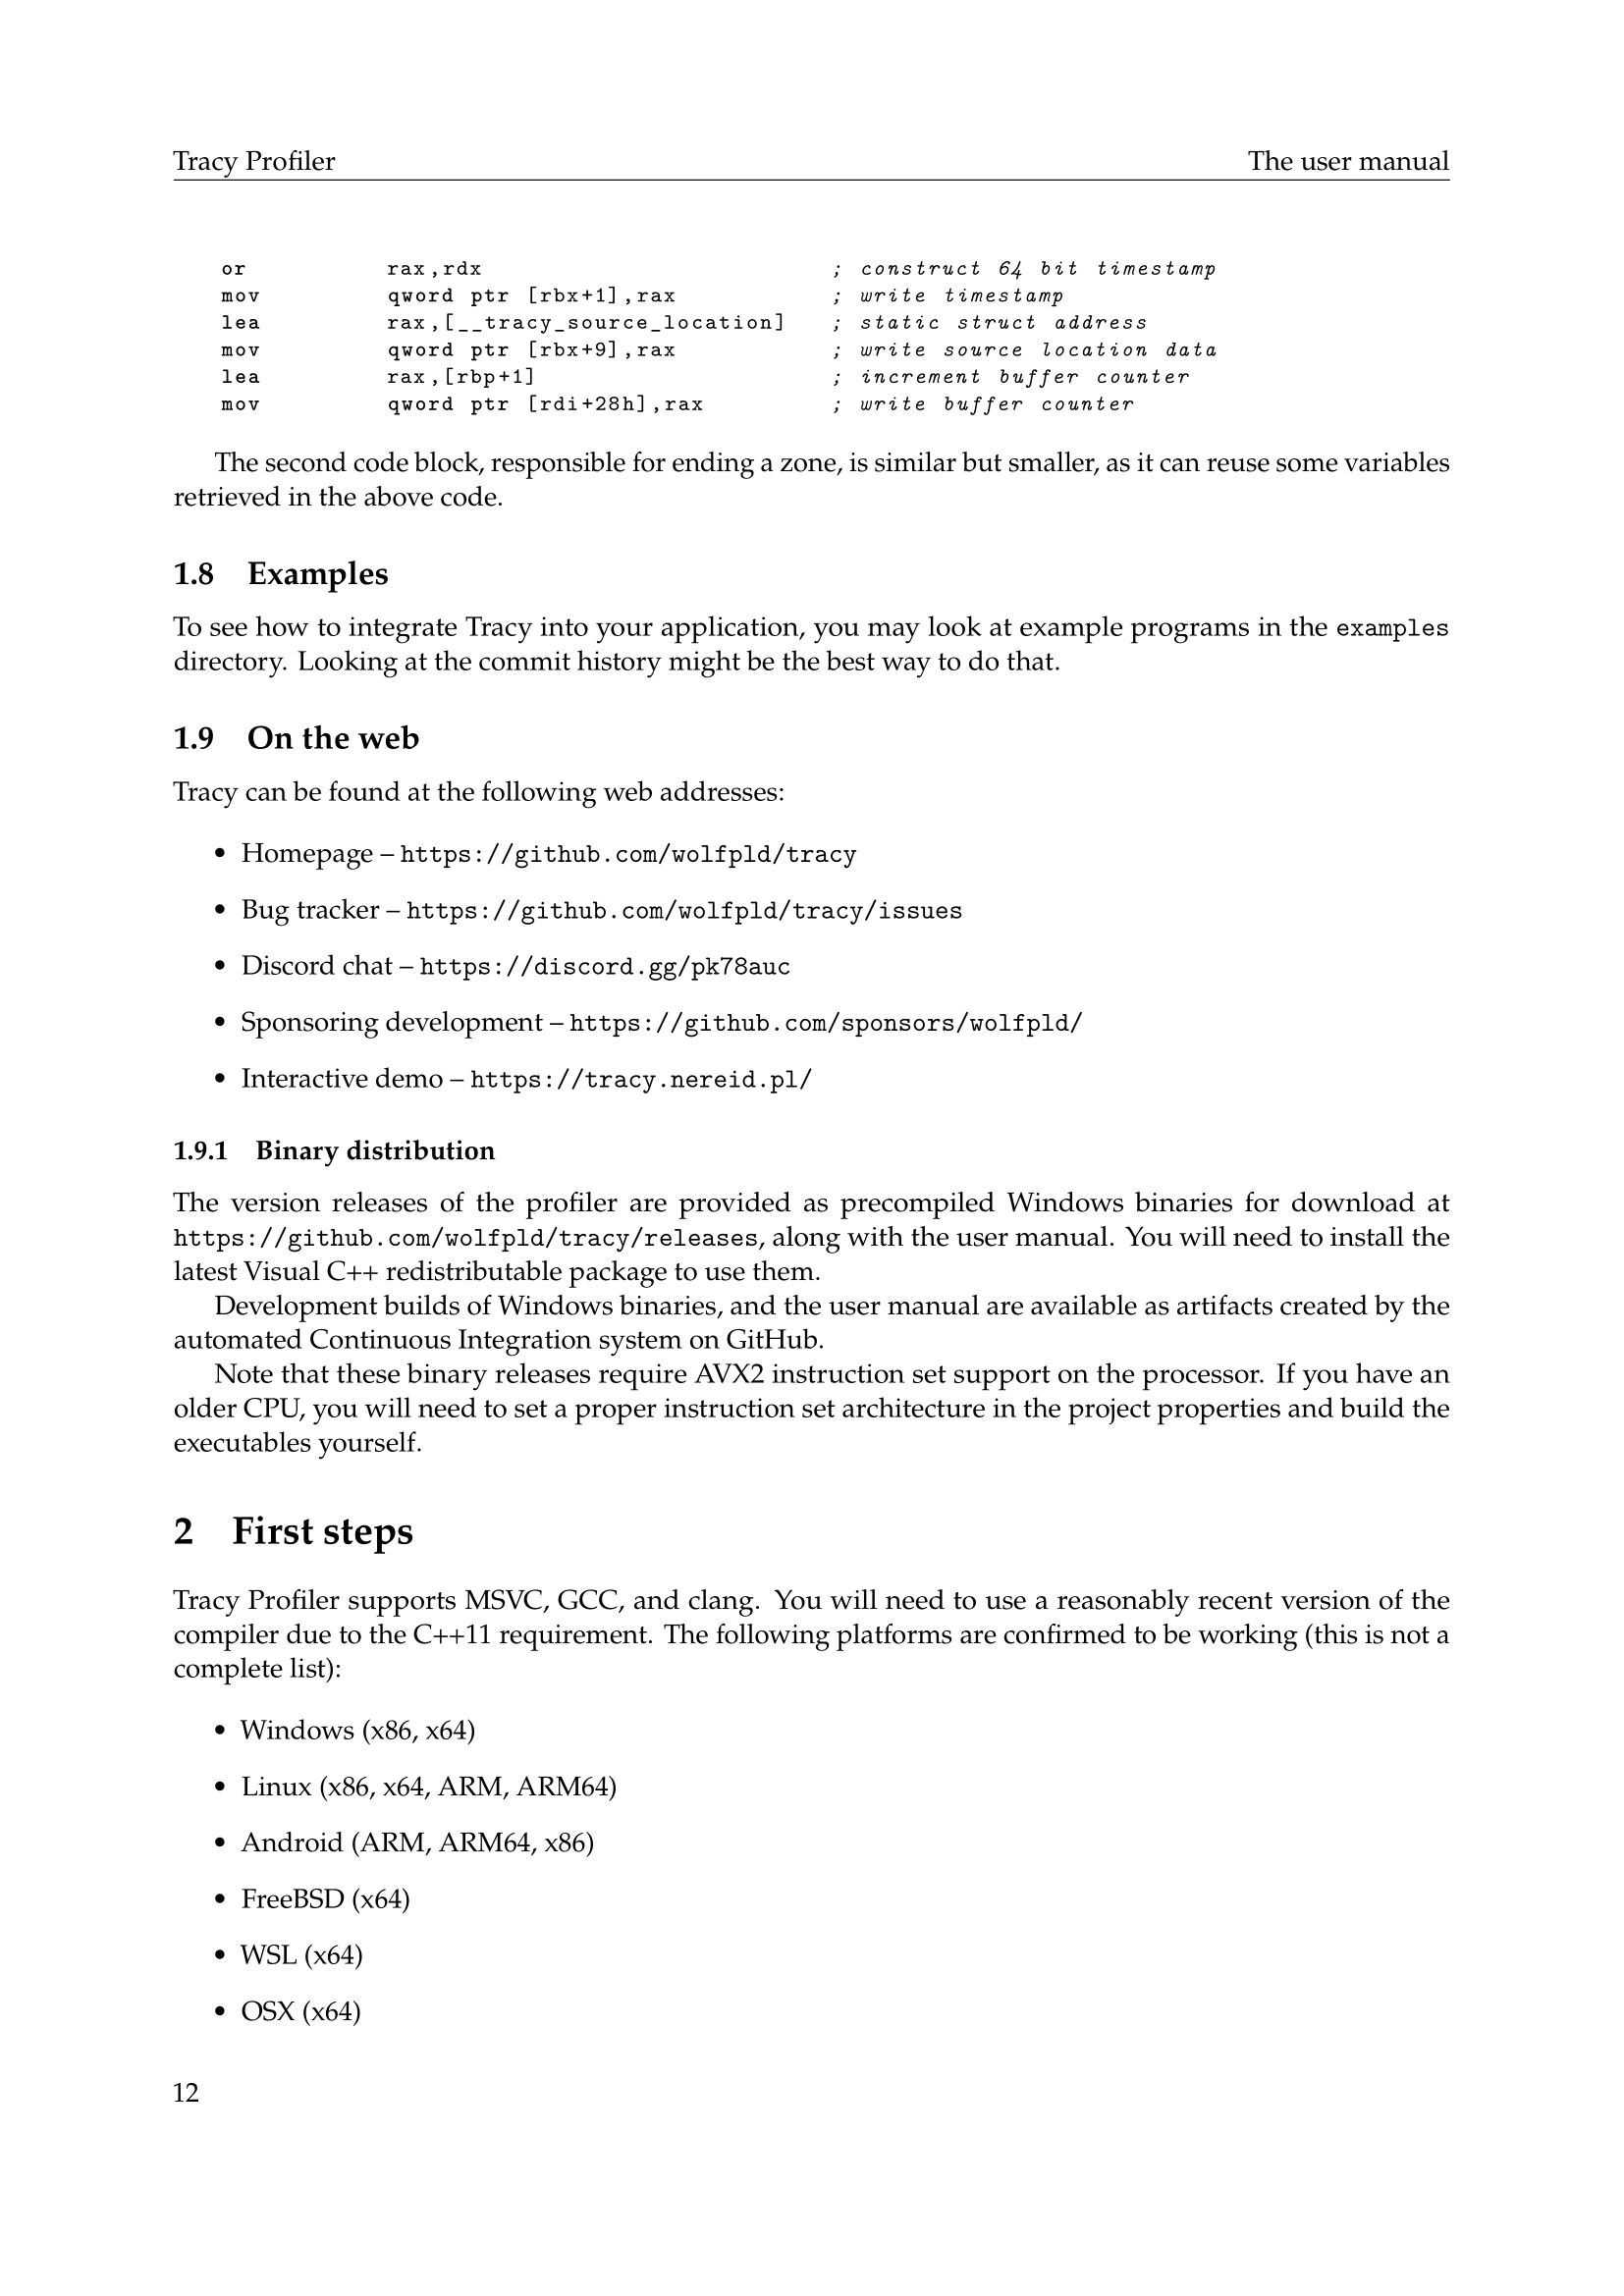 Tracy Profiler The user manual
or rax,rdx ; construct 64 bit timestamp
mov qword ptr [rbx+1],rax ; write timestamp
lea rax,[__tracy_source_location] ; static struct address
mov qword ptr [rbx+9],rax ; write source location data
lea rax,[rbp+1] ; increment buffer counter
mov qword ptr [rdi+28h],rax ; write buffer counter
The second code block, responsible for ending a zone, is similar but smaller, as it can reuse some variables
retrieved in the above code.
1.8 Examples
To see how to integrate Tracy into your application, you may look at example programs in the examples
directory. Looking at the commit history might be the best way to do that.
1.9 On the web
Tracy can be found at the following web addresses:
• Homepage – https://github.com/wolfpld/tracy
• Bug tracker – https://github.com/wolfpld/tracy/issues
• Discord chat – https://discord.gg/pk78auc
• Sponsoring development – https://github.com/sponsors/wolfpld/
• Interactive demo – https://tracy.nereid.pl/
1.9.1 Binary distribution
The version releases of the profiler are provided as precompiled Windows binaries for download at
https://github.com/wolfpld/tracy/releases, along with the user manual. You will need to install the
latest Visual C++ redistributable package to use them.
Development builds of Windows binaries, and the user manual are available as artifacts created by the
automated Continuous Integration system on GitHub.
Note that these binary releases require AVX2 instruction set support on the processor. If you have an
older CPU, you will need to set a proper instruction set architecture in the project properties and build the
executables yourself.
2 First steps
Tracy Profiler supports MSVC, GCC, and clang. You will need to use a reasonably recent version of the
compiler due to the C++11 requirement. The following platforms are confirmed to be working (this is not a
complete list):
• Windows (x86, x64)
• Linux (x86, x64, ARM, ARM64)
• Android (ARM, ARM64, x86)
• FreeBSD (x64)
• WSL (x64)
• OSX (x64)
12